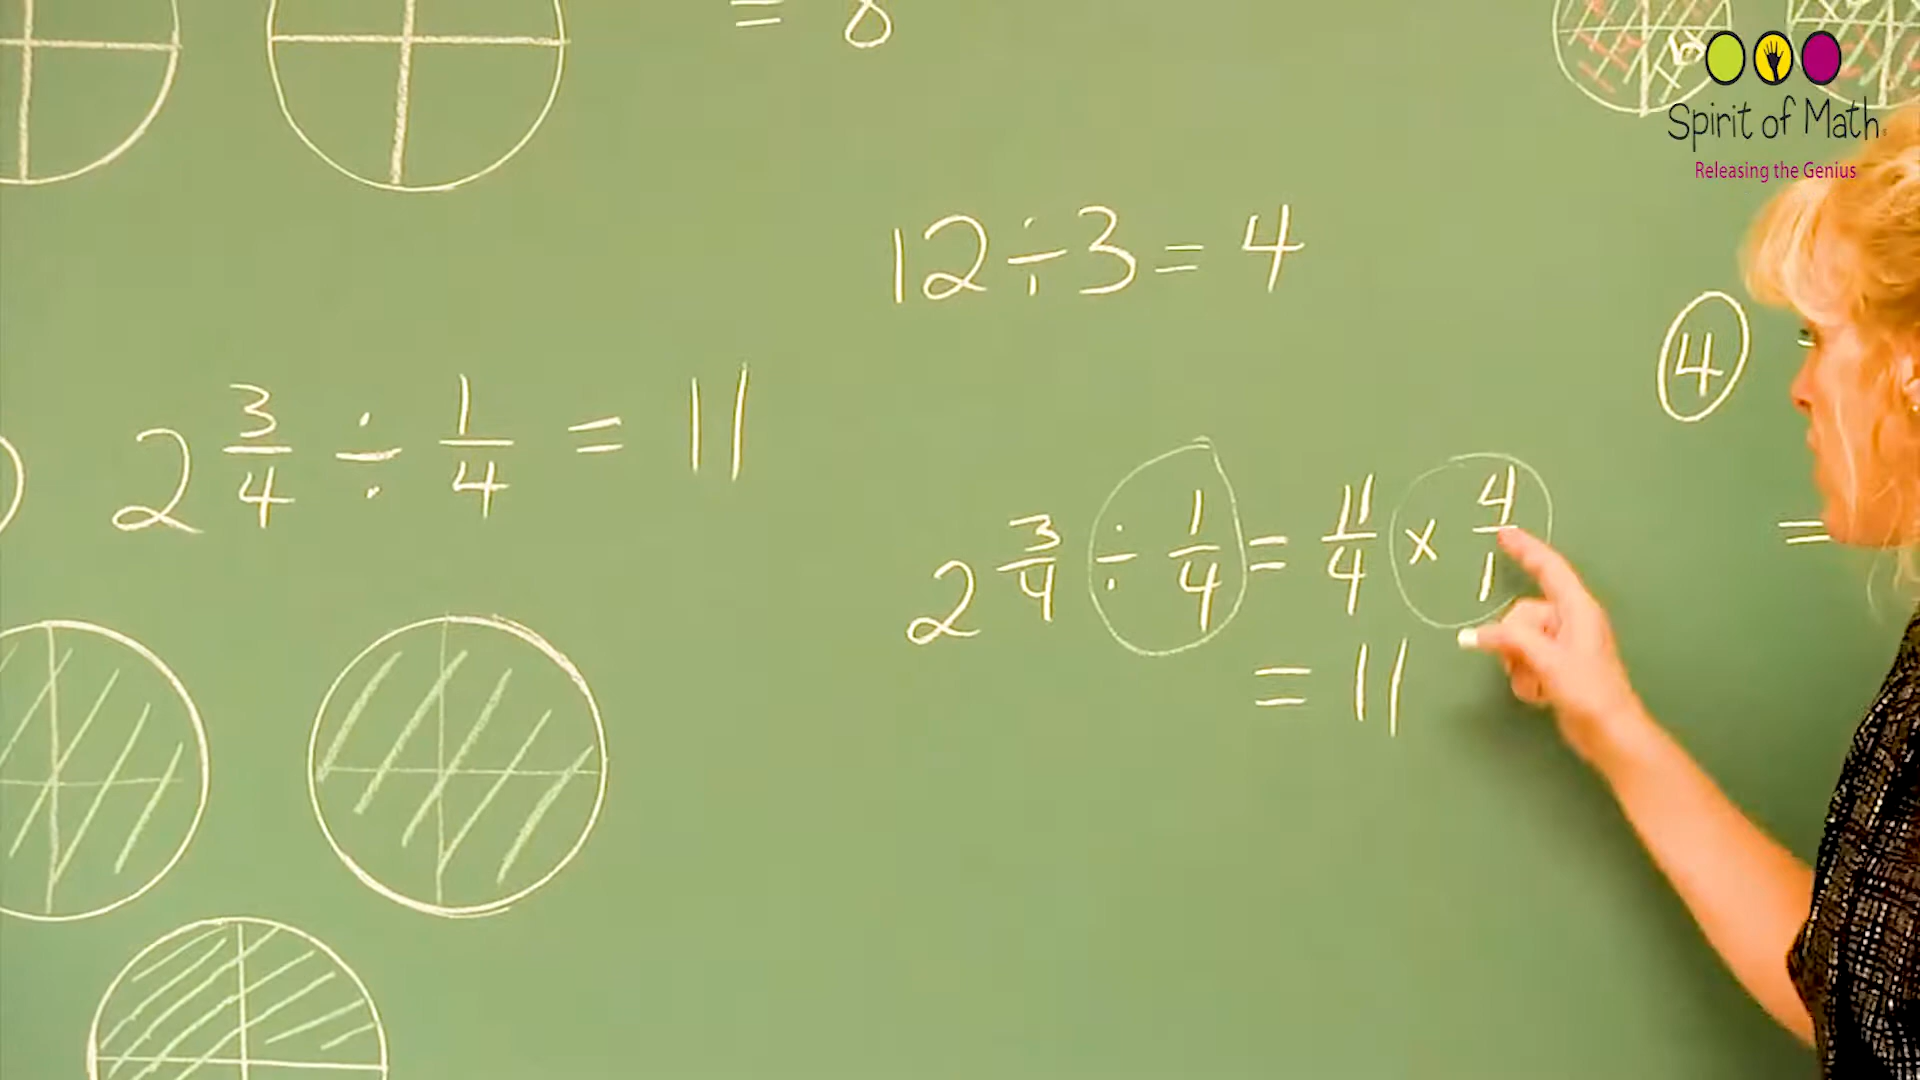 = 8
Spirit of Math
Releasing the Genius
12 ÷ 3 = 4
4
2 3/4 ÷ 1/4 = 11
2 3/4 ÷ 1/4 = 11/4 × 4/1
=
= 11